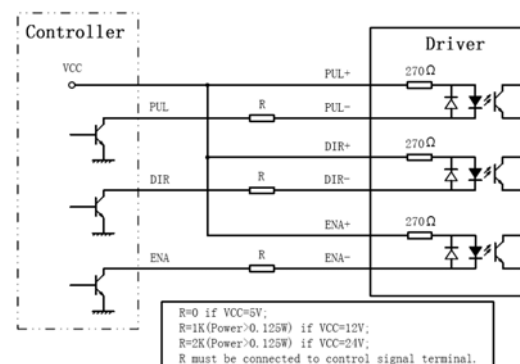 Controller
Driver
VCC
PUL+
270Ω
PUL
R
PUL-
DIR+
270Ω
DIR
R
DIR-
ENA+
270Ω
ENA
R
ENA-
R=0 if VCC=5V;
R=1K(Power>0.125W) if VCC=12V;
R=2K(Power>0.125W) if VCC=24V;
R must be connected to control signal terminal.